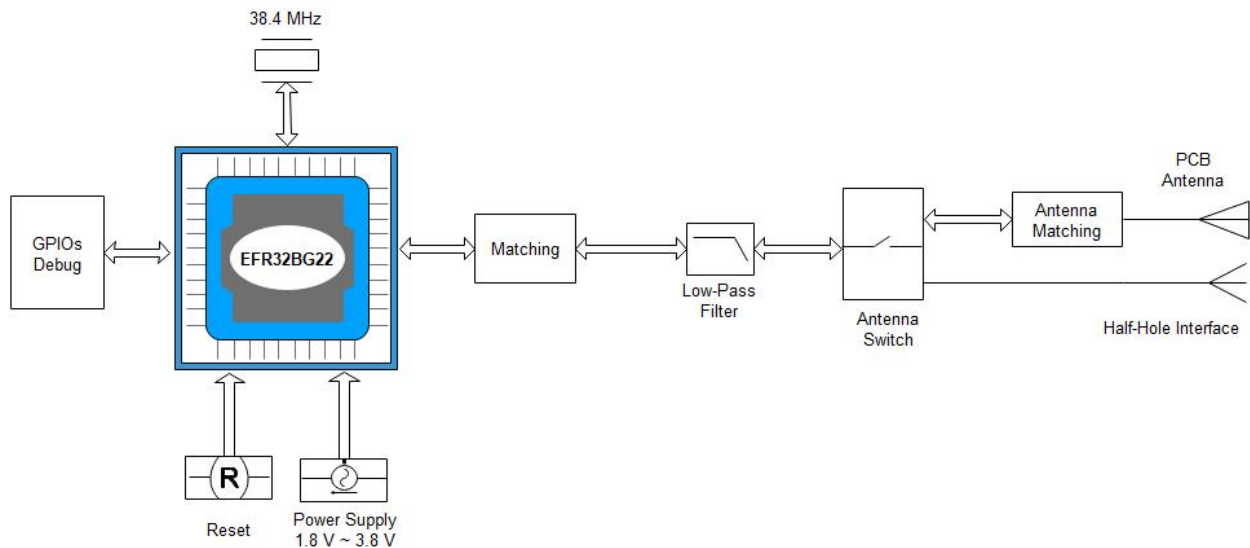 38.4 MHz
PCB
Antenna
GPIOs
Debug
EFR32BG22
Matching
Low-Pass
Filter
Antenna
Switch
Antenna
Matching
Half-Hole Interface
R
Reset
Power Supply
1.8 V ~ 3.8 V